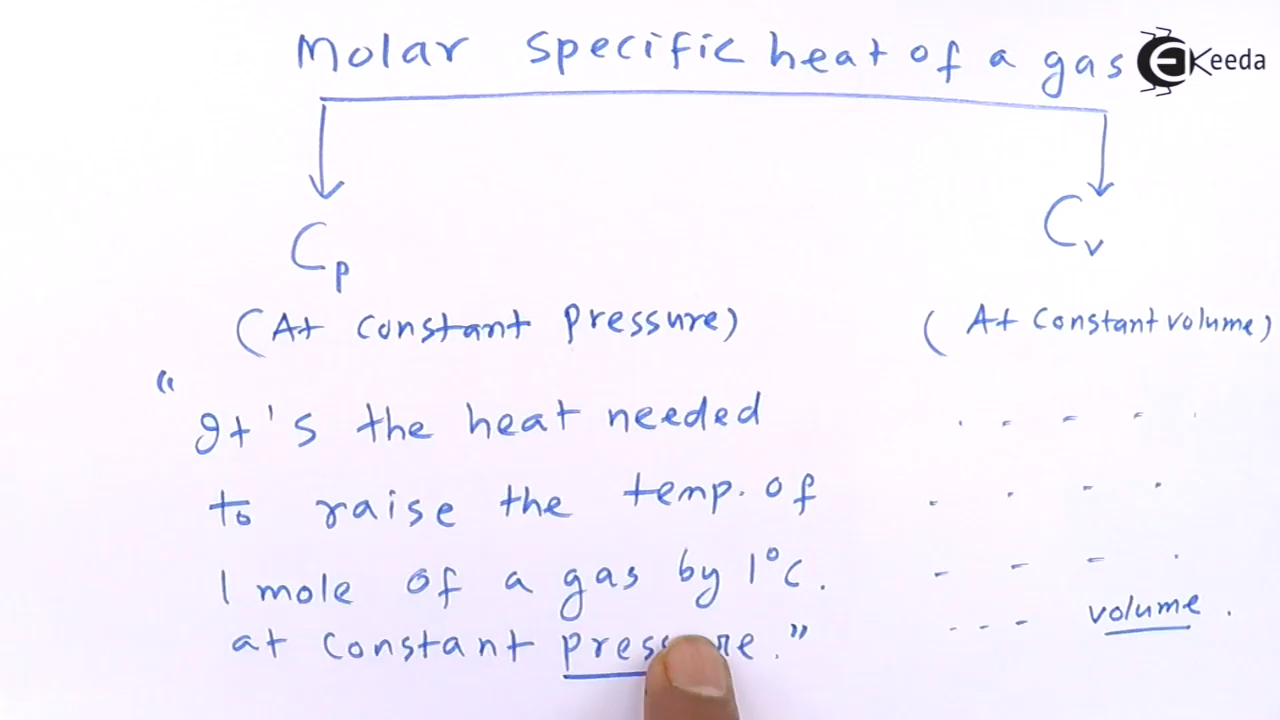 Molar specific heat of a gas
EKeeda
Cp
Cv
(At constant pressure)
(At constant volume)
"It's the heat needed
to raise the temp. of
1 mole of a gas by 1°C.
at constant pressure."
. - - - .
. . - .
- - - .
- - - volume.